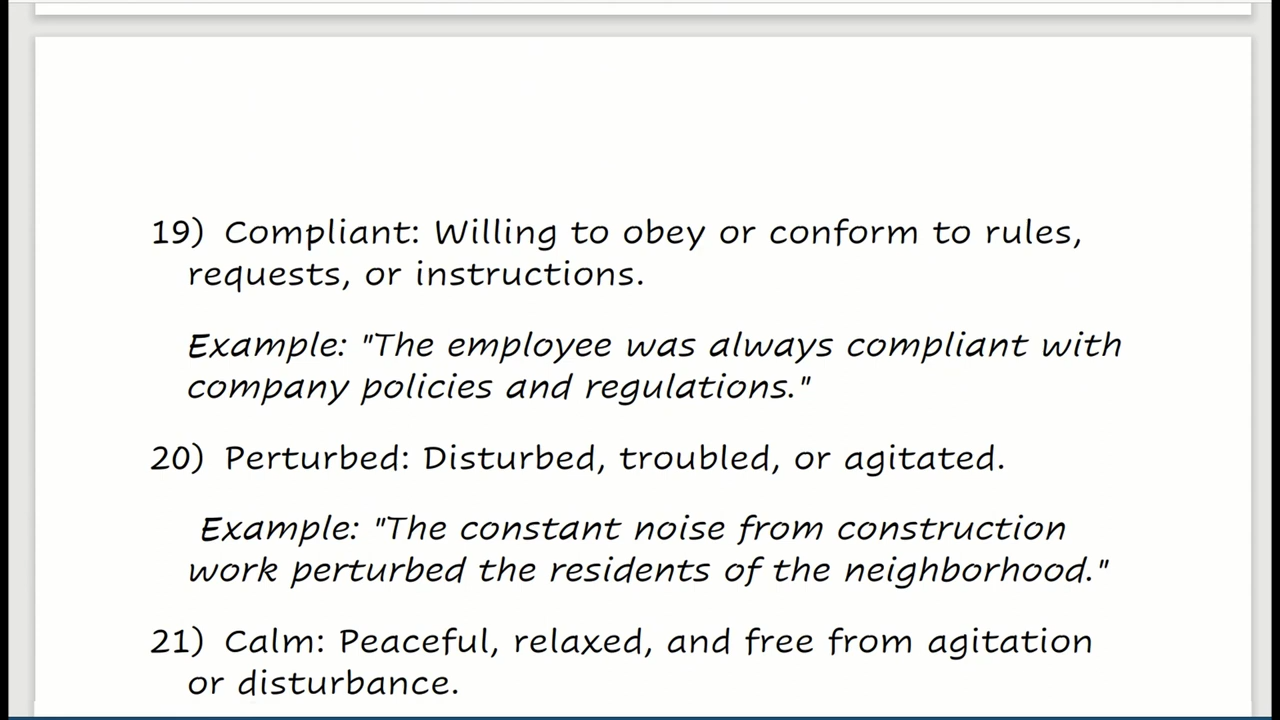 19) Compliant: Willing to obey or conform to rules,
requests, or instructions.
Example: "The employee was always compliant with
company policies and regulations."
20) Perturbed: Disturbed, troubled, or agitated.
Example: "The constant noise from construction
work perturbed the residents of the neighborhood."
21) Calm: Peaceful, relaxed, and free from agitation
or disturbance.